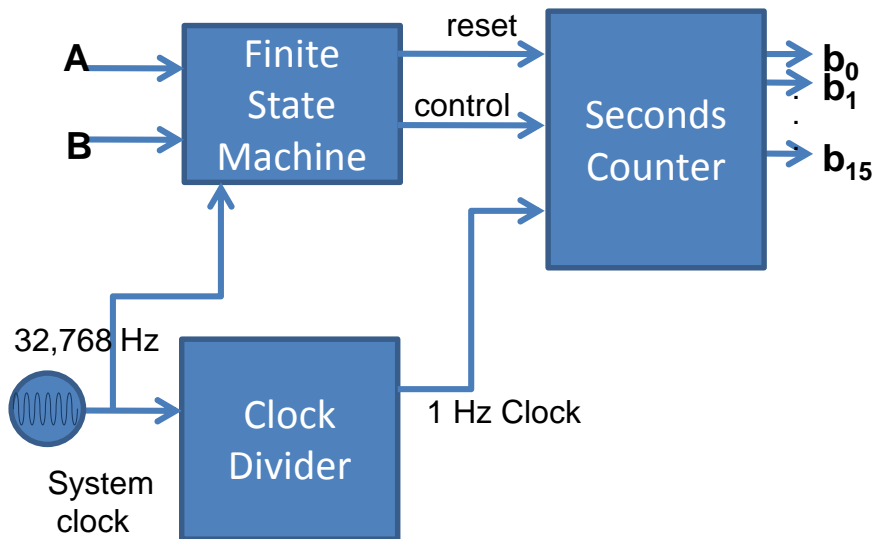 A
B
Finite
State
Machine
reset
control
Seconds
Counter
b0
b1
.
.
.
b15
32,768 Hz
System
clock
Clock
Divider
1 Hz Clock